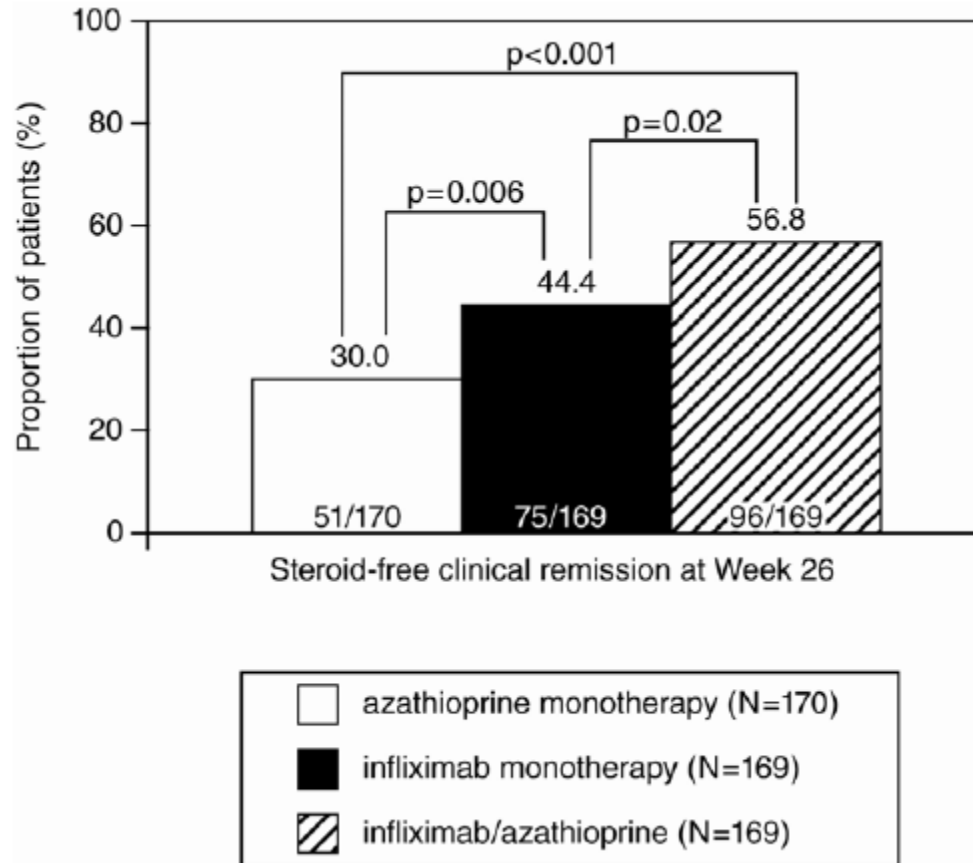 100
80
60
40
20
0
Proportion of patients (%)
p<0.001
p=0.02
p=0.006
56.8
44.4
30.0
51/170
75/169
96/169
Steroid-free clinical remission at Week 26
azathioprine monotherapy (N=170)
infliximab monotherapy (N=169)
infliximab/azathioprine (N=169)